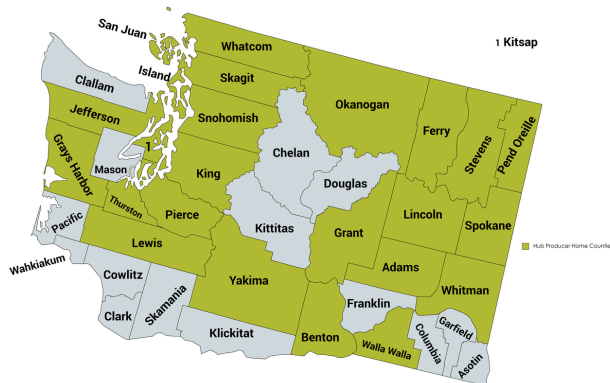 San Juan
Whatcom
1 Kitsap
Island
Skagit
Clallam
Okanogan
Jefferson
Snohomish
Ferry
Stevens
Pend Oreille
1
Chelan
Mason
King
Douglas
Grays Harbor
Thurston
Pierce
Lincoln
Spokane
Pacific
Kittitas
Grant
Lewis
Hub Producer Home Countie
Wahkiakum
Cowlitz
Yakima
Adams
Whitman
Skamania
Franklin
Clark
Klickitat
Benton
Walla Walla
Columbia
Garfield
Asotin